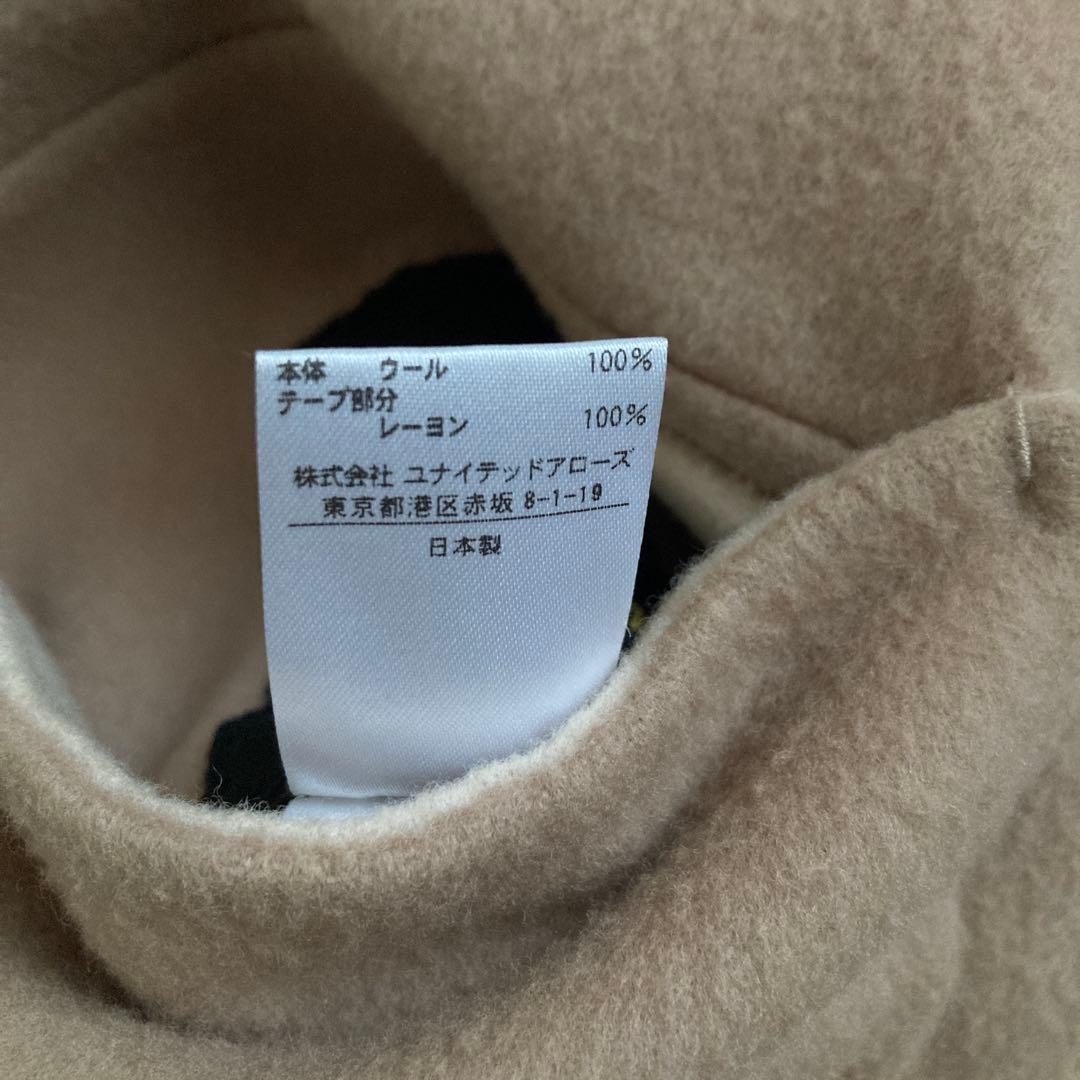 本体 ウール 100%
テープ部分
レーヨン 100%
株式会社 ユナイテッドアローズ
東京都港区赤坂 8-1-19
日本製